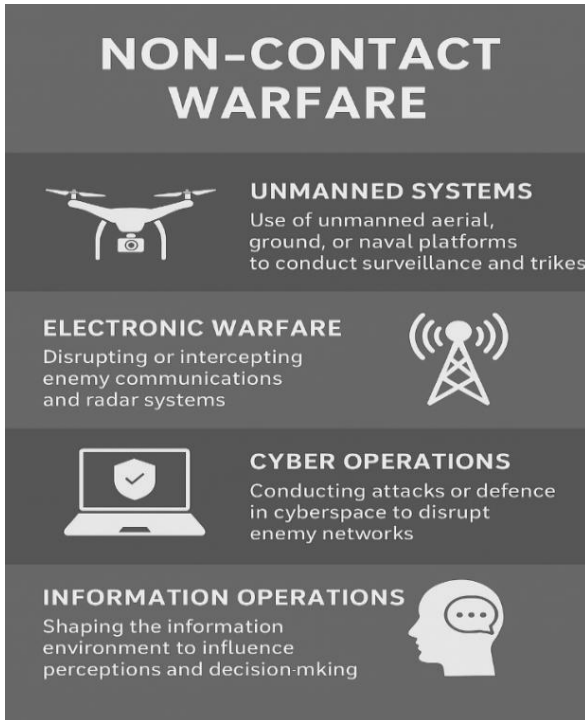 NON-CONTACT
WARFARE
UNMANNED SYSTEMS
Use of unmanned aerial,
ground, or naval platforms
to conduct surveillance and trikes
ELECTRONIC WARFARE
Disrupting or intercepting
enemy communications
and radar systems
CYBER OPERATIONS
Conducting attacks or defence
in cyberspace to disrupt
enemy networks
INFORMATION OPERATIONS
Shaping the information
environment to influence
perceptions and decision-mking